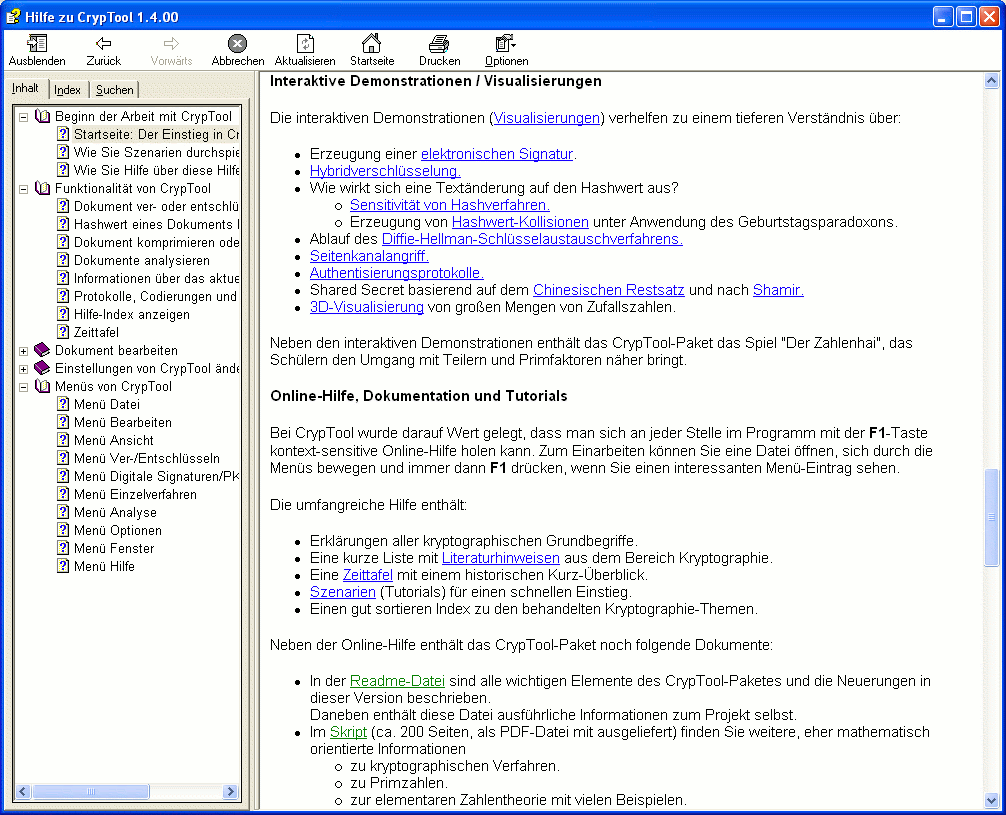 Hilfe zu CrypTool 1.4.00
Ausblenden Zurück Vorwärts Abbrechen Aktualisieren Startseite Drucken Optionen
Inhalt Index Suchen
Beginn der Arbeit mit CrypTool
Startseite: Der Einstieg in Cr
Wie Sie Szenarien durchspie
Wie Sie Hilfe über diese Hilfe
Funktionalität von CrypTool
Dokument ver- oder entschlü
Hashwert eines Dokuments
Dokument komprimieren ode
Dokumente analysieren
Informationen über das aktue
Protokolle, Codierungen und
Hilfe-Index anzeigen
Zeittafel
Dokument bearbeiten
Einstellungen von CrypTool ände
Menüs von CrypTool
Menü Datei
Menü Bearbeiten
Menü Ansicht
Menü Ver-/Entschlüsseln
Menü Digitale Signaturen/PK
Menü Einzelverfahren
Menü Analyse
Menü Optionen
Menü Fenster
Menü Hilfe
Interaktive Demonstrationen / Visualisierungen
Die interaktiven Demonstrationen (Visualisierungen) verhelfen zu einem tieferen Verständnis über:
• Erzeugung einer elektronischen Signatur.
• Hybridverschlüsselung.
• Wie wirkt sich eine Textänderung auf den Hashwert aus?
o Sensitivität von Hashverfahren.
o Erzeugung von Hashwert-Kollisionen unter Anwendung des Geburtstagsparadoxons.
• Ablauf des Diffie-Hellman-Schlüsselaustauschverfahrens.
• Seitenkanalangriff.
• Authentisierungsprotokolle.
• Shared Secret basierend auf dem Chinesischen Restsatz und nach Shamir.
• 3D-Visualisierung von großen Mengen von Zufallszahlen.
Neben den interaktiven Demonstrationen enthält das CrypTool-Paket das Spiel "Der Zahlenhai", das
Schülern den Umgang mit Teilern und Primfaktoren näher bringt.
Online-Hilfe, Dokumentation und Tutorials
Bei CrypTool wurde darauf Wert gelegt, dass man sich an jeder Stelle im Programm mit der F1-Taste
kontext-sensitive Online-Hilfe holen kann. Zum Einarbeiten können Sie eine Datei öffnen, sich durch die
Menüs bewegen und immer dann F1 drücken, wenn Sie einen interessanten Menü-Eintrag sehen.
Die umfangreiche Hilfe enthält:
• Erklärungen aller kryptographischen Grundbegriffe.
• Eine kurze Liste mit Literaturhinweisen aus dem Bereich Kryptographie.
• Eine Zeittafel mit einem historischen Kurz-Überblick.
• Szenarien (Tutorials) für einen schnellen Einstieg.
• Einen gut sortieren Index zu den behandelten Kryptographie-Themen.
Neben der Online-Hilfe enthält das CrypTool-Paket noch folgende Dokumente:
• In der Readme-Datei sind alle wichtigen Elemente des CrypTool-Paketes und die Neuerungen in
dieser Version beschrieben.
Daneben enthält diese Datei ausführliche Informationen zum Projekt selbst.
• Im Skript (ca. 200 Seiten, als PDF-Datei mit ausgeliefert) finden Sie weitere, eher mathematisch
orientierte Informationen
o zu kryptographischen Verfahren.
o zu Primzahlen.
o zur elementaren Zahlentheorie mit vielen Beispielen.